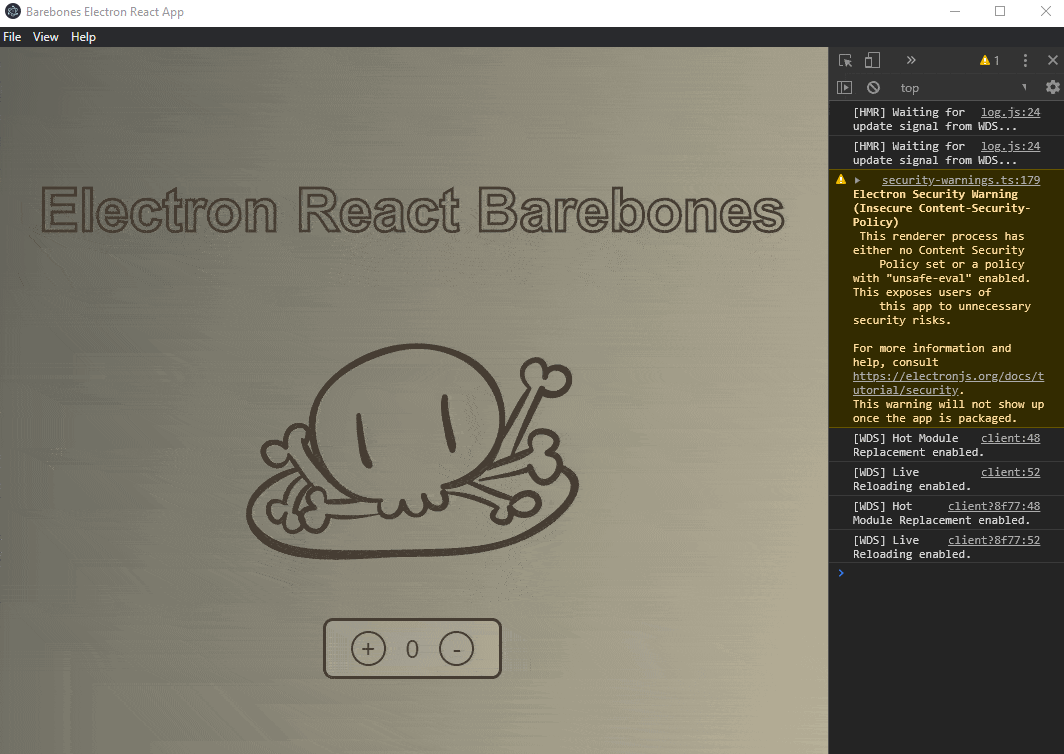 Barebones Electron React App
File View Help
Electron React Barebones
+ 0 -
1
top
[HMR] Waiting for log.js:24
update signal from WDS...
[HMR] Waiting for log.js:24
update signal from WDS...
security-warnings.ts:179
Electron Security Warning
(Insecure Content-Security-
Policy)
This renderer process has
either no Content Security
Policy set or a policy
with "unsafe-eval" enabled.
This exposes users of
this app to unnecessary
security risks.
For more information and
help, consult
https://electronjs.org/docs/t
utorial/security.
This warning will not show up
once the app is packaged.
[WDS] Hot Module client:48
Replacement enabled.
[WDS] Live client:52
Reloading enabled.
[WDS] Hot client?8f77:48
Module Replacement enabled.
[WDS] Live client?8f77:52
Reloading enabled.